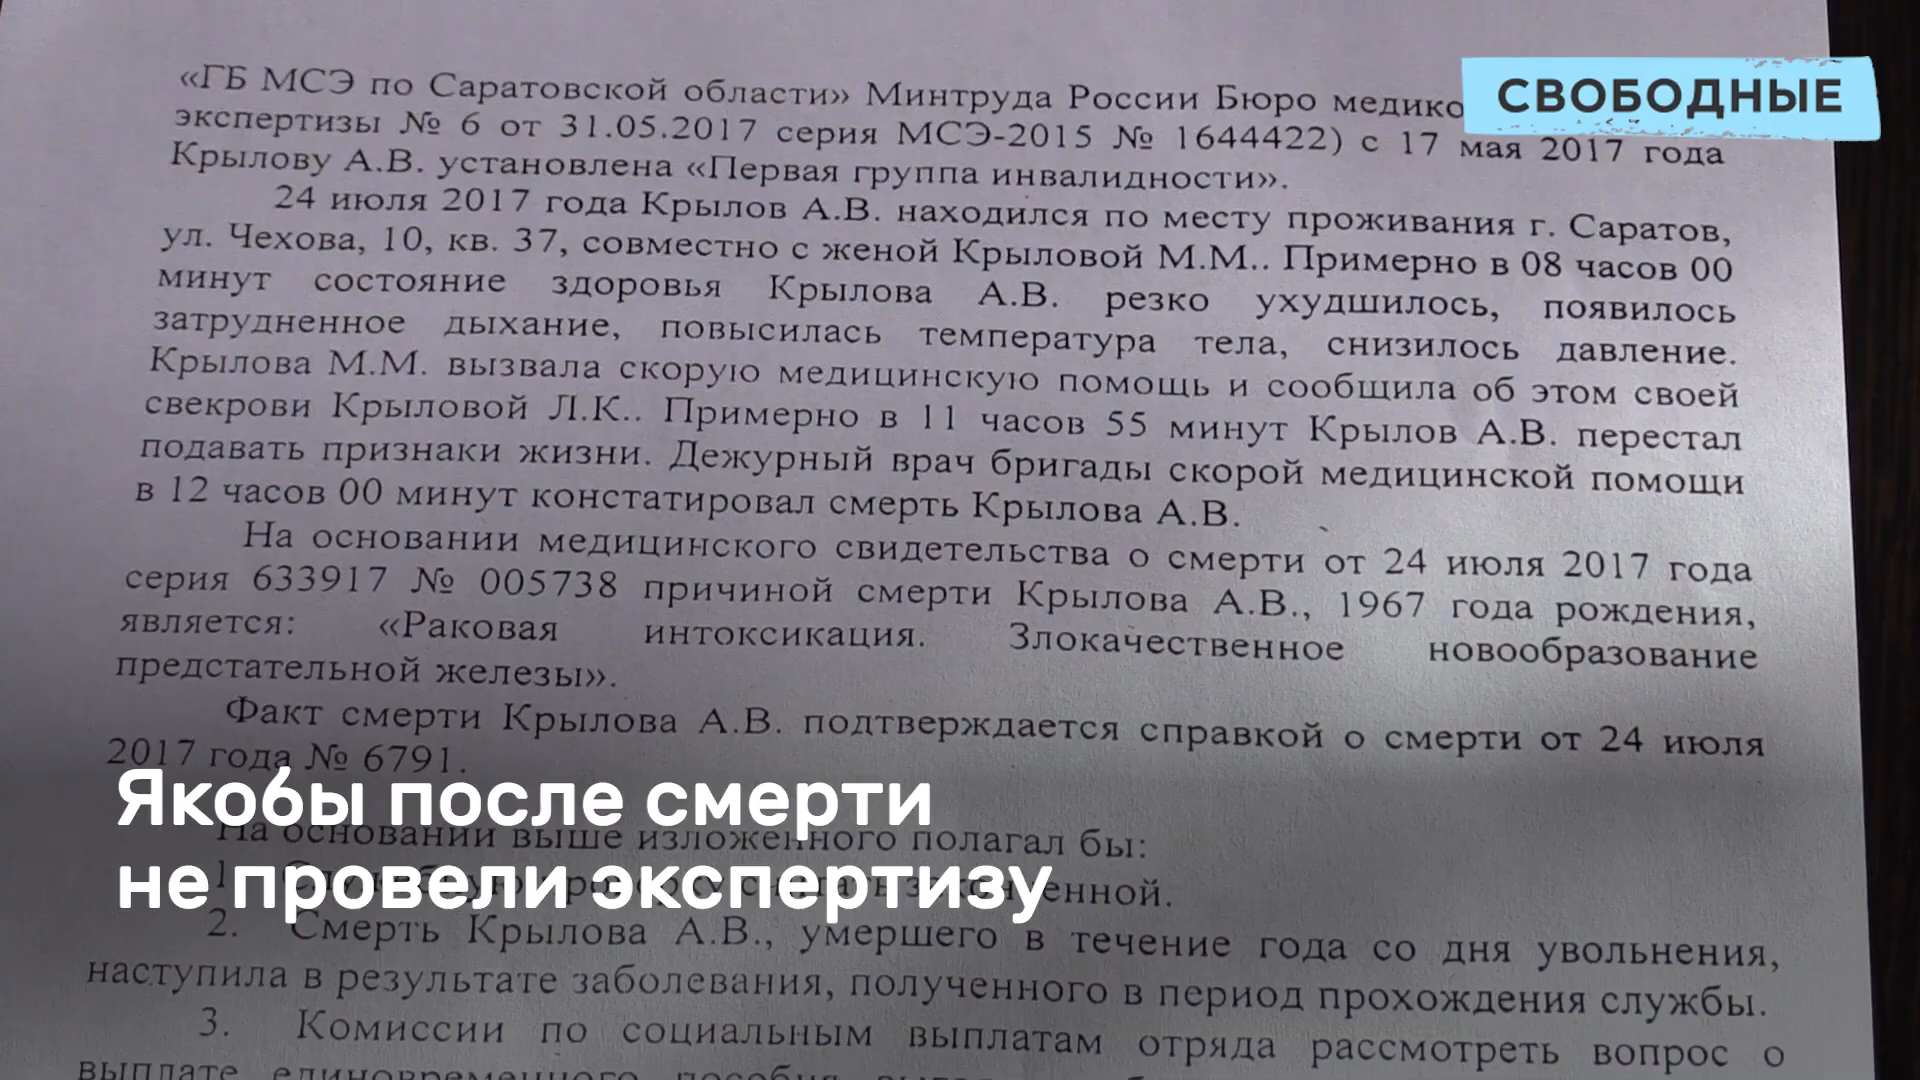 СВОБОДНЫЕ
«ГБ МСЭ по Саратовской области» Минтруда России Бюро медико
экспертизы № 6 от 31.05.2017 серия МСЭ-2015 № 1644422) с 17 мая 2017 года
Крылову А.В. установлена «Первая группа инвалидности».
24 июля 2017 года Крылов А.В. находился по месту проживания г. Саратов,
ул. Чехова, 10, кв. 37, совместно с женой Крыловой М.М.. Примерно в 08 часов 00
минут состояние здоровья Крылова А.В. резко ухудшилось, появилось
затрудненное дыхание, повысилась температура тела, снизилось давление.
Крылова М.М. вызвала скорую медицинскую помощь и сообщила об этом своей
свекрови Крыловой Л.К.. Примерно в 11 часов 55 минут Крылов А.В. перестал
подавать признаки жизни. Дежурный врач бригады скорой медицинской помощи
в 12 часов 00 минут констатировал смерть Крылова А.В.
На основании медицинского свидетельства о смерти от 24 июля 2017 года
серия 633917 № 005738 причиной смерти Крылова А.В., 1967 года рождения,
является: «Раковая интоксикация. Злокачественное новообразование
предстательной железы».
Факт смерти Крылова А.В. подтверждается справкой о смерти от 24 июля
2017 года № 6791.
Якобы после смерти
не провели экспертизу
На основании выше изложенного полагал бы:
2. Смерть Крылова А.В., умершего в течение года со дня увольнения,
наступила в результате заболевания, полученного в период прохождения службы.
3. Комиссии по социальным выплатам отряда рассмотреть вопрос о
выплате единовременного пособия